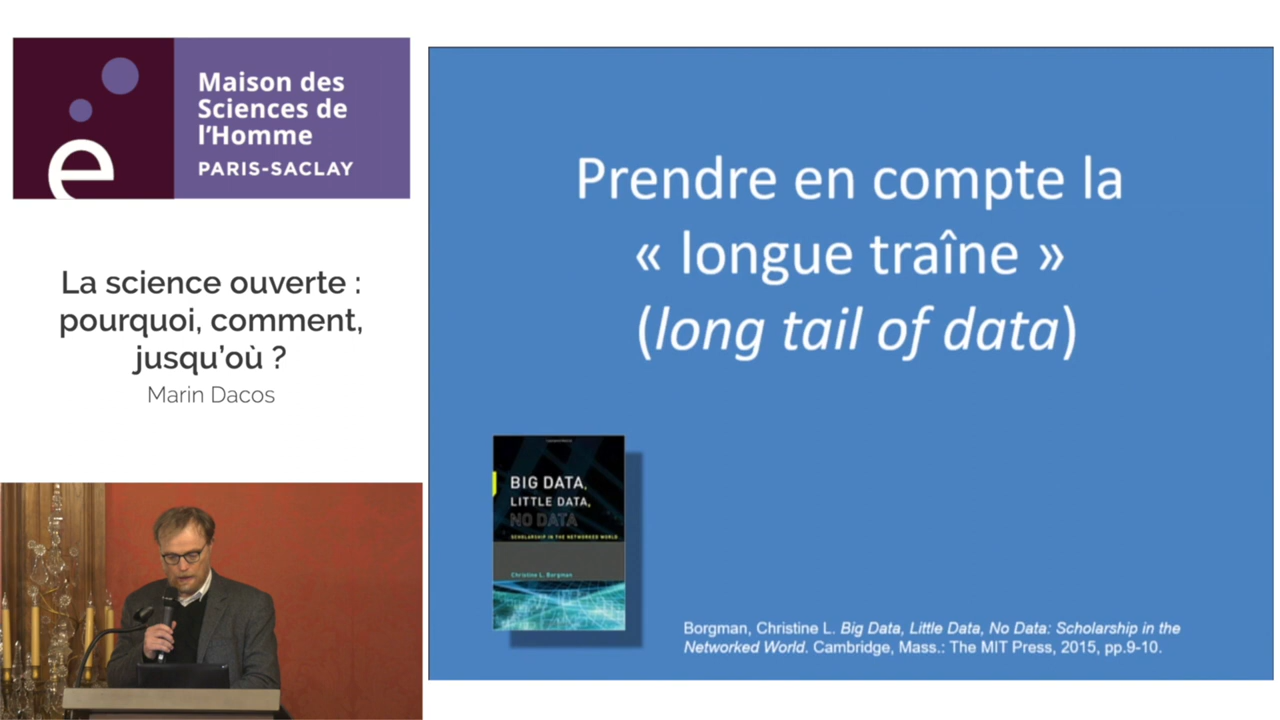 Maison des
Sciences de
l'Homme
PARIS-SACLAY
La science ouverte :
pourquoi, comment,
jusqu'où ?
Marin Dacos
Prendre en compte la
« longue traîne »
(long tail of data)
BIG DATA,
LITTLE DATA,
NO DATA
SCHOLARSHIP IN THE NETWORKED WORLD
Christine L. Borgman
Borgman, Christine L. Big Data, Little Data, No Data: Scholarship in the
Networked World. Cambridge, Mass.: The MIT Press, 2015, pp.9-10.